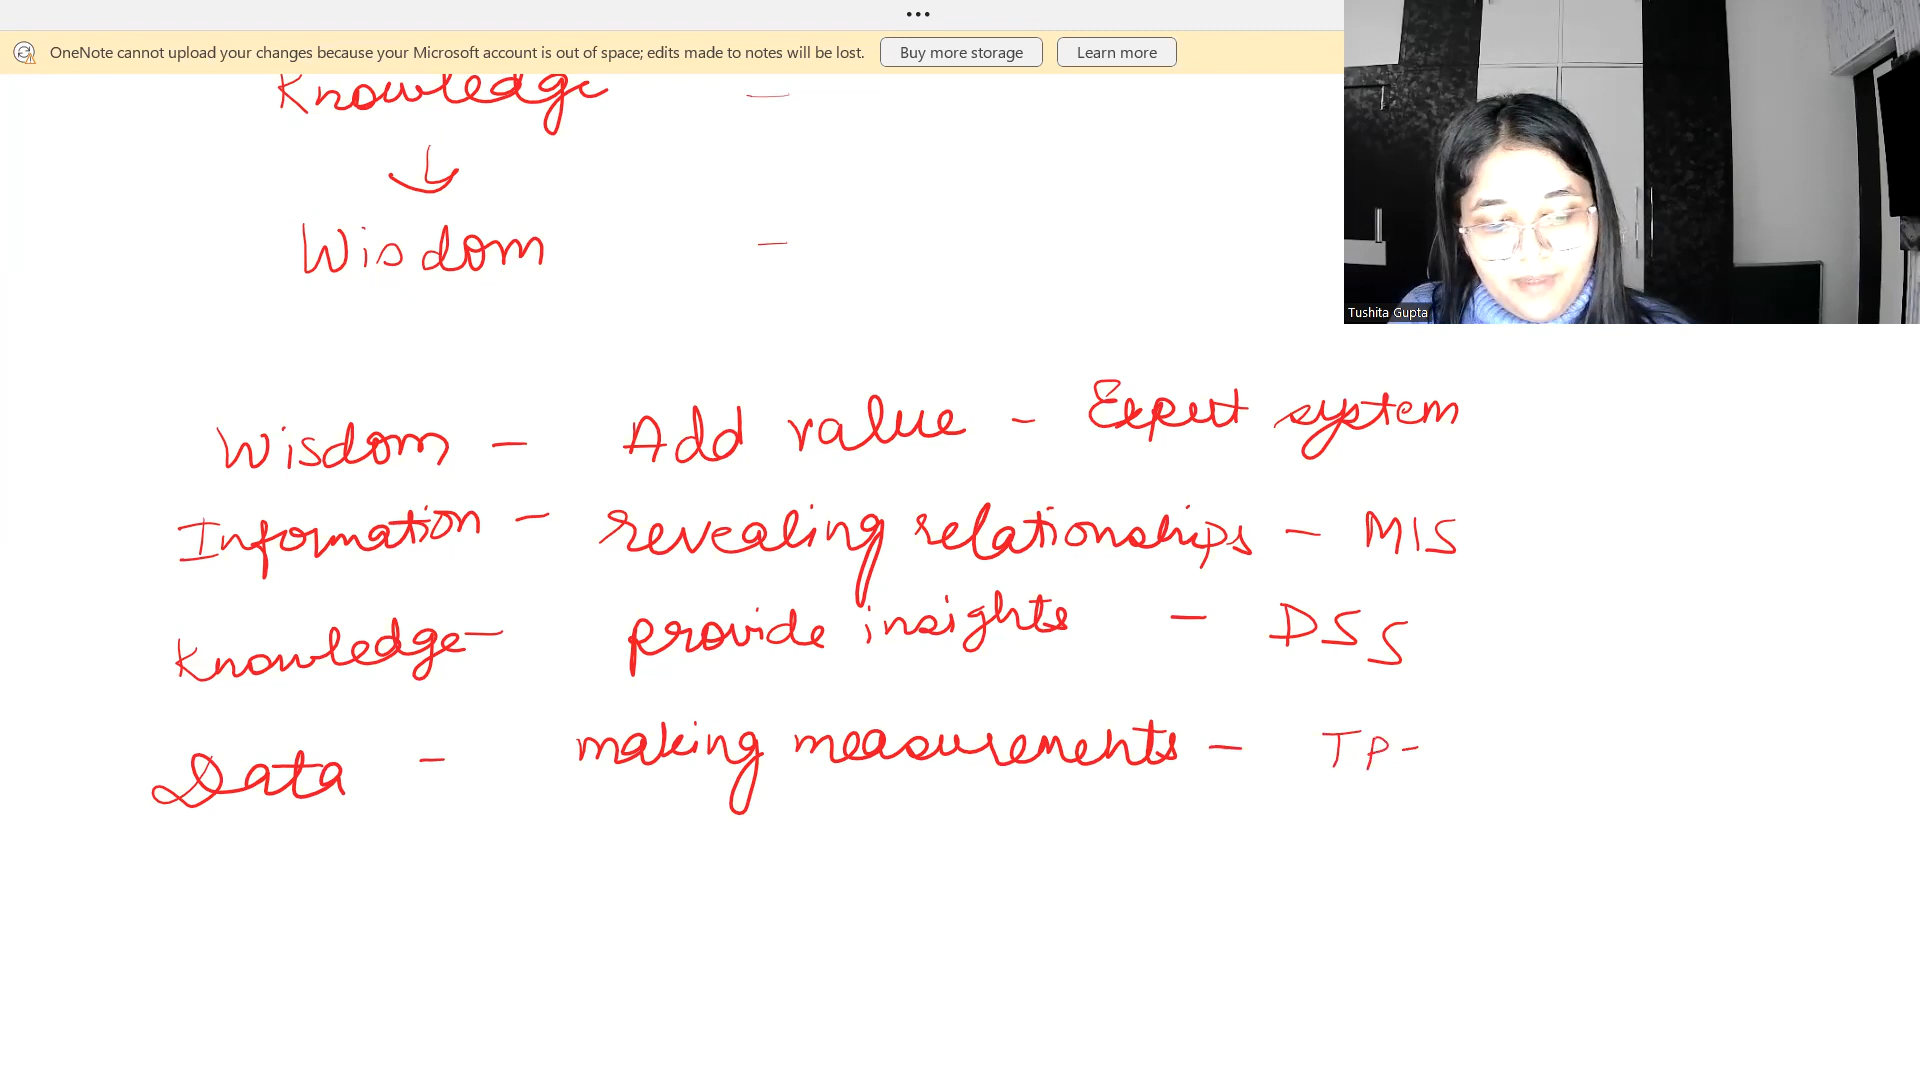 •••
OneNote cannot upload your changes because your Microsoft account is out of space; edits made to notes will be lost. Buy more storage Learn more
Knowledge -
Wisdom -
Tushita Gupta
Wisdom - Add value - Expert system
Information - revealing relationships - MIS
Knowledge - provide insights - DSS
Data - making measurements - TP-